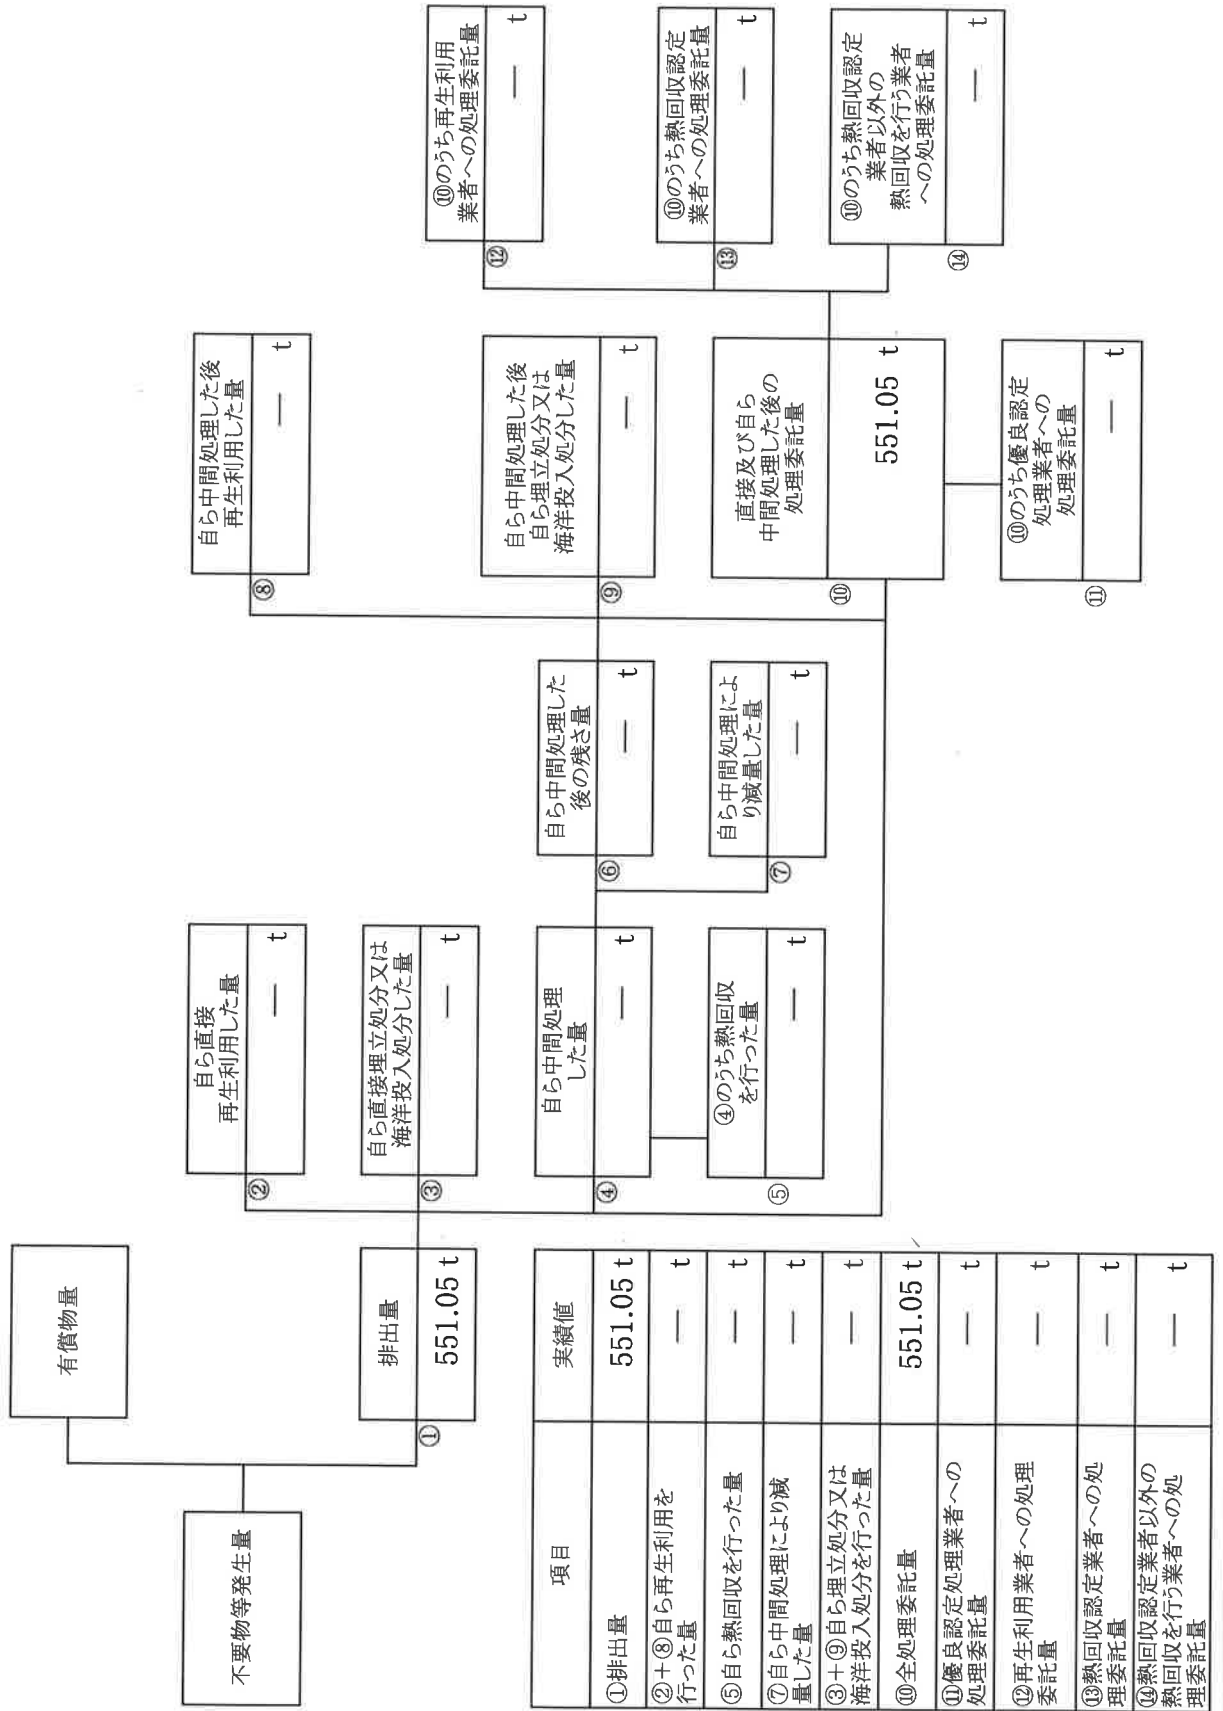 不要物等発生量
有償物量
①
排出量
551.05 t
②
自ら直接
再生利用した量
— t
③
自ら直接埋立処分又は
海洋投入処分した量
— t
④
自ら中間処理
した量
— t
⑤
④のうち熱回収
を行った量
— t
⑥
自ら中間処理した
後の残さ量
— t
⑦
自ら中間処理によ
り減量した量
— t
⑧
自ら中間処理した後
再生利用した量
— t
⑨
自ら中間処理した後
自ら埋立処分又は
海洋投入処分した量
— t
⑩
直接及び自ら
中間処理した後の
処理委託量
551.05 t
⑪
⑩のうち優良認定
処理業者への
処理委託量
— t
⑫
⑩のうち再生利用
業者への処理委託量
— t
⑬
⑩のうち熱回収認定
業者への処理委託量
— t
⑭
⑩のうち熱回収認定
業者以外の
熱回収を行う業者
への処理委託量
— t
項目 実績値
①排出量 551.05 t
②+⑧自ら再生利用を
行った量 — t
⑤自ら熱回収を行った量 — t
⑦自ら中間処理により減
量した量 — t
③+⑨自ら埋立処分又は
海洋投入処分を行った量 — t
⑩全処理委託量 551.05 t
⑪優良認定処理業者への
処理委託量 — t
⑫再生利用業者への処理
委託量 — t
⑬熱回収認定業者への処
理委託量 — t
⑭熱回収認定業者以外の
熱回収を行う業者への処
理委託量 — t